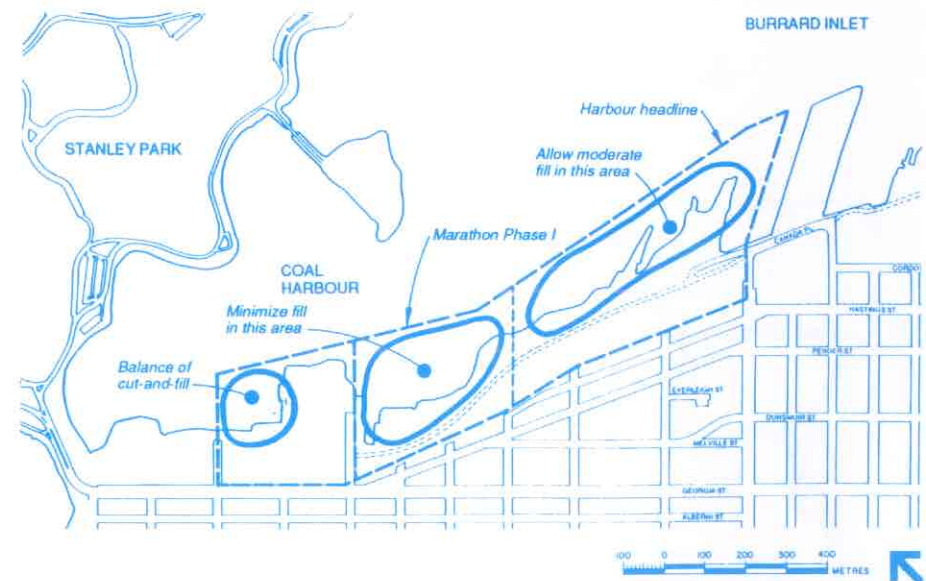 BURRARD INLET
Harbour headline
STANLEY PARK
Allow moderate
fill in this area
Marathon Phase I
CANADA PL
COAL
HARBOUR
Minimize fill
in this area
HASTINGS ST
PENDER ST
Balance of
cut-and-fill
EVERLEIGH ST
DUNSMUIR ST
MELVILLE ST
GEORGIA ST
ALBERNI ST
100 0 100 200 300 400
METRES